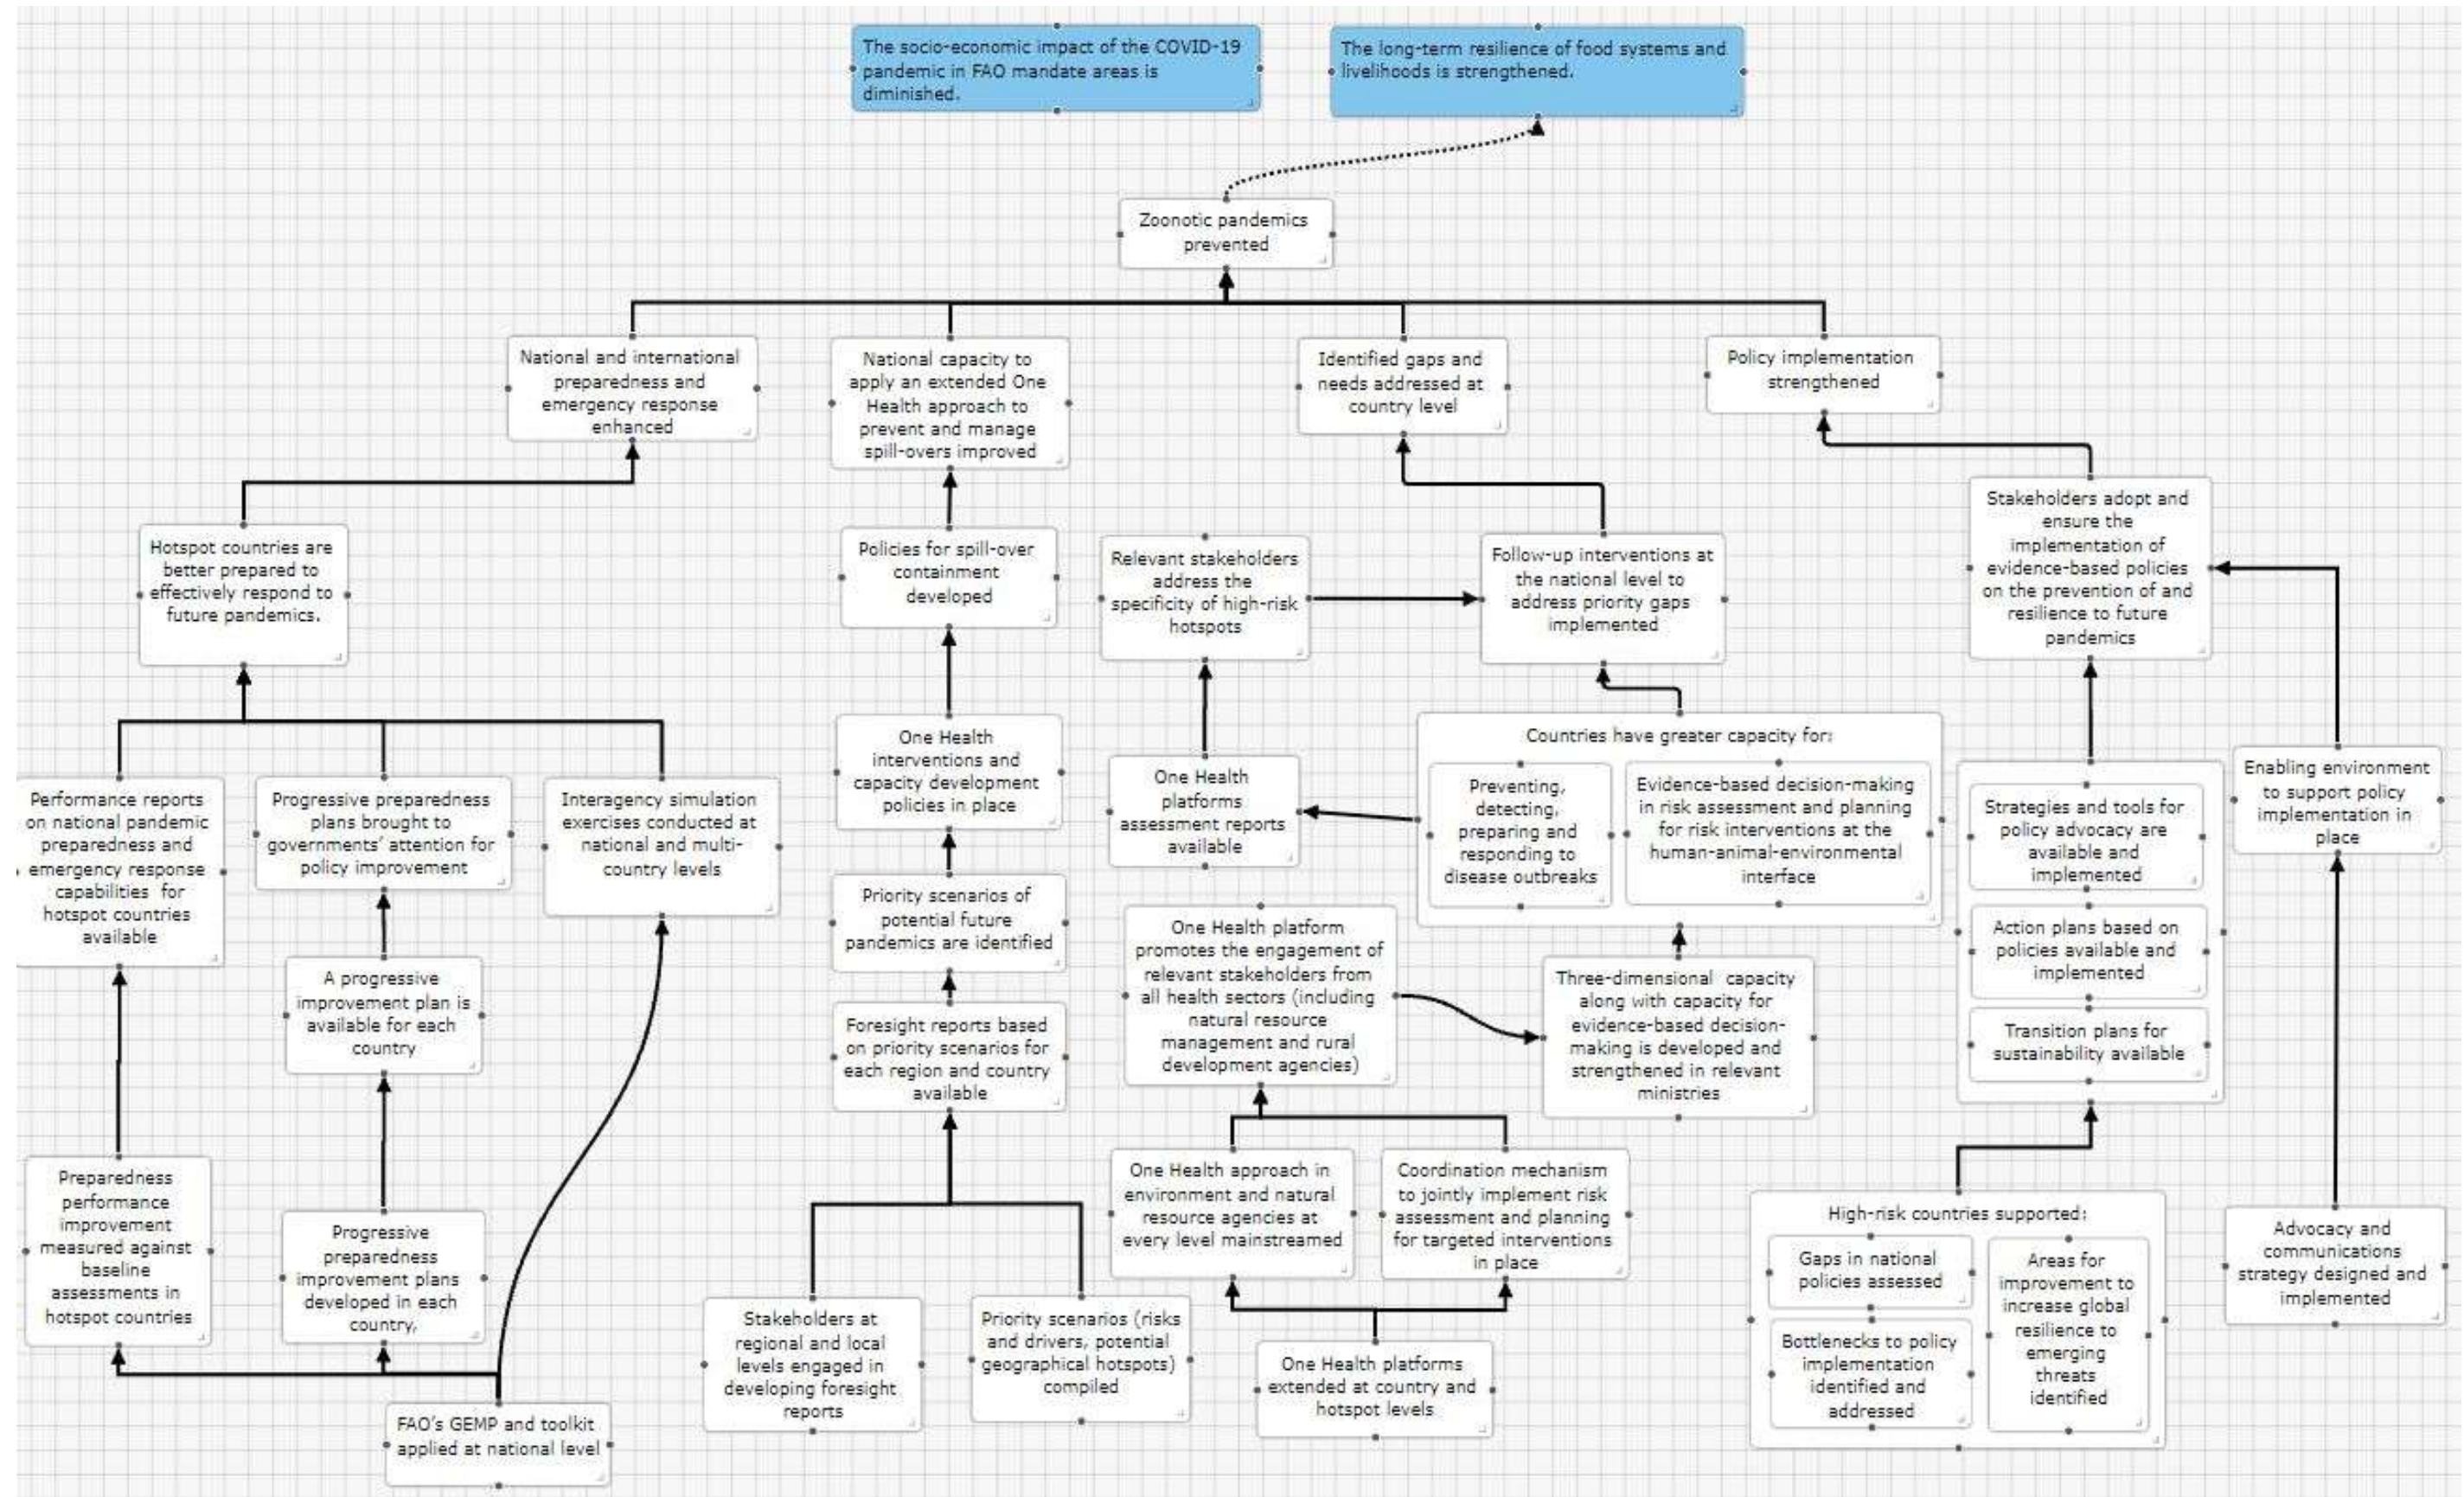 The socio-economic impact of the COVID-19
pandemic in FAO mandate areas is
diminished.
The long-term resilience of food systems and
livelihoods is strengthened.
Zoonotic pandemics
prevented
National and international
preparedness and
emergency response
enhanced
National capacity to
apply an extended One
Health approach to
prevent and manage
spill-overs improved
Identified gaps and
needs addressed at
country level
Policy implementation
strengthened
Hotspot countries are
better prepared to
effectively respond to
future pandemics.
Policies for spill-over
containment
developed
Relevant stakeholders
address the
specificity of high-risk
hotspots
Follow-up interventions at
the national level to
address priority gaps
implemented
Stakeholders adopt and
ensure the
implementation of
evidence-based policies
on the prevention of and
resilience to future
pandemics
Performance reports
on national pandemic
preparedness and
emergency response
capabilities for
hotspot countries
available
Progressive preparedness
plans brought to
governments' attention for
policy improvement
Interagency simulation
exercises conducted at
national and multi-
country levels
One Health
interventions and
capacity development
policies in place
One Health
platforms
assessment reports
available
Countries have greater capacity for:
Preventing,
detecting,
preparing and
responding to
disease outbreaks
Evidence-based decision-making
in risk assessment and planning
for risk interventions at the
human-animal-environmental
interface
Strategies and tools for
policy advocacy are
available and
implemented
Action plans based on
policies available and
implemented
Transition plans for
sustainability available
Enabling environment
to support policy
implementation in
place
A progressive
improvement plan is
available for each
country
Priority scenarios of
potential future
pandemics are identified
Foresight reports based
on priority scenarios for
each region and country
available
One Health platform
promotes the engagement of
relevant stakeholders from
all health sectors (including
natural resource
management and rural
development agencies)
Three-dimensional capacity
along with capacity for
evidence-based decision-
making is developed and
strengthened in relevant
ministries
Preparedness
performance
improvement
measured against
baseline
assessments in
hotspot countries
Progressive
preparedness
improvement plans
developed in each
country,
One Health approach in
environment and natural
resource agencies at
every level mainstreamed
Coordination mechanism
to jointly implement risk
assessment and planning
for targeted interventions
in place
High-risk countries supported:
Gaps in national
policies assessed
Bottlenecks to policy
implementation
identified and
addressed
Areas for
improvement to
increase global
resilience to
emerging
threats
identified
Advocacy and
communications
strategy designed and
implemented
Stakeholders at
regional and local
levels engaged in
developing foresight
reports
Priority scenarios (risks
and drivers, potential
geographical hotspots)
compiled
One Health platforms
extended at country and
hotspot levels
FAO's GEMP and toolkit
applied at national level